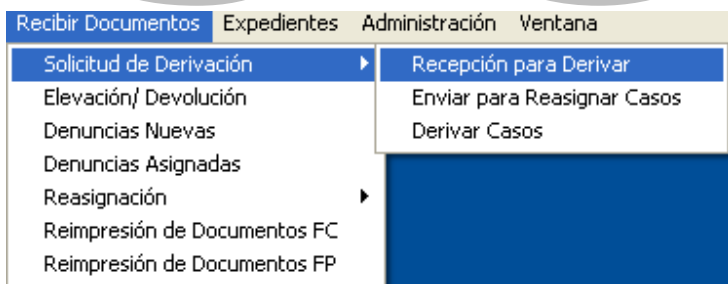 Recibir Documentos Expedientes Administración Ventana
Solicitud de Derivación Recepción para Derivar
Elevación/ Devolución Enviar para Reasignar Casos
Denuncias Nuevas Derivar Casos
Denuncias Asignadas
Reasignación
Reimpresión de Documentos FC
Reimpresión de Documentos FP